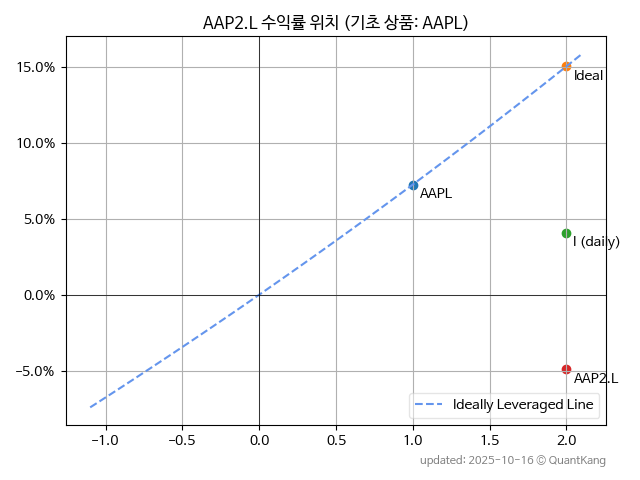 AAP2.L 수익률 위치 (기초 상품: AAPL)
15.0%
10.0%
5.0%
0.0%
−5.0%
Ideal
AAPL
I (daily)
AAP2.L
Ideally Leveraged Line
−1.0
−0.5
0.0
0.5
1.0
1.5
2.0
updated: 2025-10-16 © QuantKang